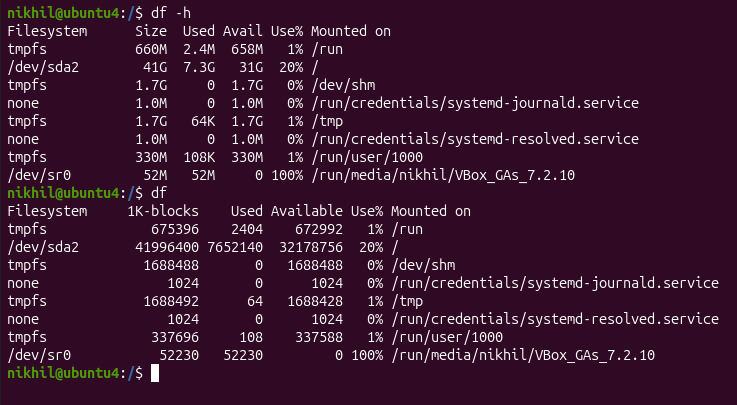 nikhil@ubuntu4:/$ df -h
Filesystem      Size  Used Avail Use% Mounted on
tmpfs           660M  2.4M  658M   1% /run
/dev/sda2        41G  7.3G   31G  20% /
tmpfs           1.7G     0  1.7G   0% /dev/shm
none            1.0M     0  1.0M   0% /run/credentials/systemd-journald.service
tmpfs           1.7G   64K  1.7G   1% /tmp
none            1.0M     0  1.0M   0% /run/credentials/systemd-resolved.service
tmpfs           330M  108K  330M   1% /run/user/1000
/dev/sr0         52M   52M     0 100% /run/media/nikhil/VBox_GAs_7.2.10
nikhil@ubuntu4:/$ df
Filesystem     1K-blocks    Used Available Use% Mounted on
tmpfs             675396    2404    672992   1% /run
/dev/sda2       41996400 7652140  32178756  20% /
tmpfs            1688488       0   1688488   0% /dev/shm
none                1024       0      1024   0% /run/credentials/systemd-journald.service
tmpfs            1688492      64   1688428   1% /tmp
none                1024       0      1024   0% /run/credentials/systemd-resolved.service
tmpfs             337696     108    337588   1% /run/user/1000
/dev/sr0           52230   52230         0 100% /run/media/nikhil/VBox_GAs_7.2.10
nikhil@ubuntu4:/$